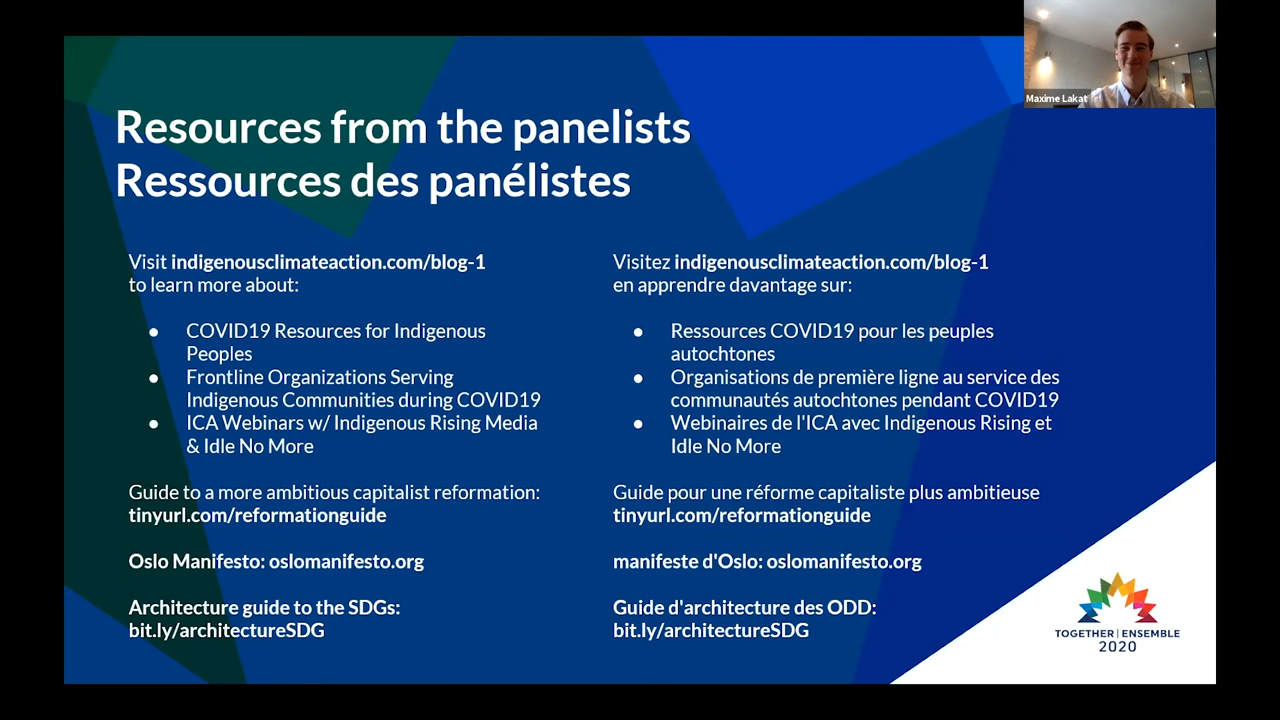 Maxime Lakat
Resources from the panelists
Ressources des panélistes
Visit indigenousclimateaction.com/blog-1
to learn more about:
● COVID19 Resources for Indigenous
Peoples
● Frontline Organizations Serving
Indigenous Communities during COVID19
● ICA Webinars w/ Indigenous Rising Media
& Idle No More
Guide to a more ambitious capitalist reformation:
tinyurl.com/reformationguide
Oslo Manifesto: oslomanifesto.org
Architecture guide to the SDGs:
bit.ly/architectureSDG
Visitez indigenousclimateaction.com/blog-1
en apprendre davantage sur:
● Ressources COVID19 pour les peuples
autochtones
● Organisations de première ligne au service des
communautés autochtones pendant COVID19
● Webinaires de l'ICA avec Indigenous Rising et
Idle No More
Guide pour une réforme capitaliste plus ambitieuse
tinyurl.com/reformationguide
manifeste d'Oslo: oslomanifesto.org
Guide d'architecture des ODD:
bit.ly/architectureSDG
TOGETHER | ENSEMBLE
2020